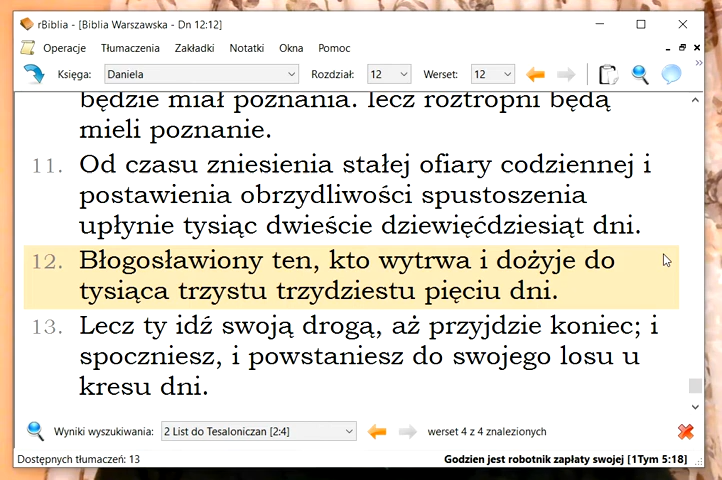 rBiblia - [Biblia Warszawska - Dn 12:12]
Operacje Tłumaczenia Zakładki Notatki Okna Pomoc
Księga: Daniela Rozdział: 12 Werset: 12
będzie miał poznania. lecz roztropni będą
mieli poznanie.
11. Od czasu zniesienia stałej ofiary codziennej i
postawienia obrzydliwości spustoszenia
upłynie tysiąc dwieście dziewięćdziesiąt dni.
12. Błogosławiony ten, kto wytrwa i dożyje do
tysiąca trzystu trzydziestu pięciu dni.
13. Lecz ty idź swoją drogą, aż przyjdzie koniec; i
spoczniesz, i powstaniesz do swojego losu u
kresu dni.
Wyniki wyszukiwania: 2 List do Tesaloniczan [2:4] werset 4 z 4 znalezionych
Dostępnych tłumaczeń: 13 Godzien jest robotnik zapłaty swojej [1Tym 5:18]